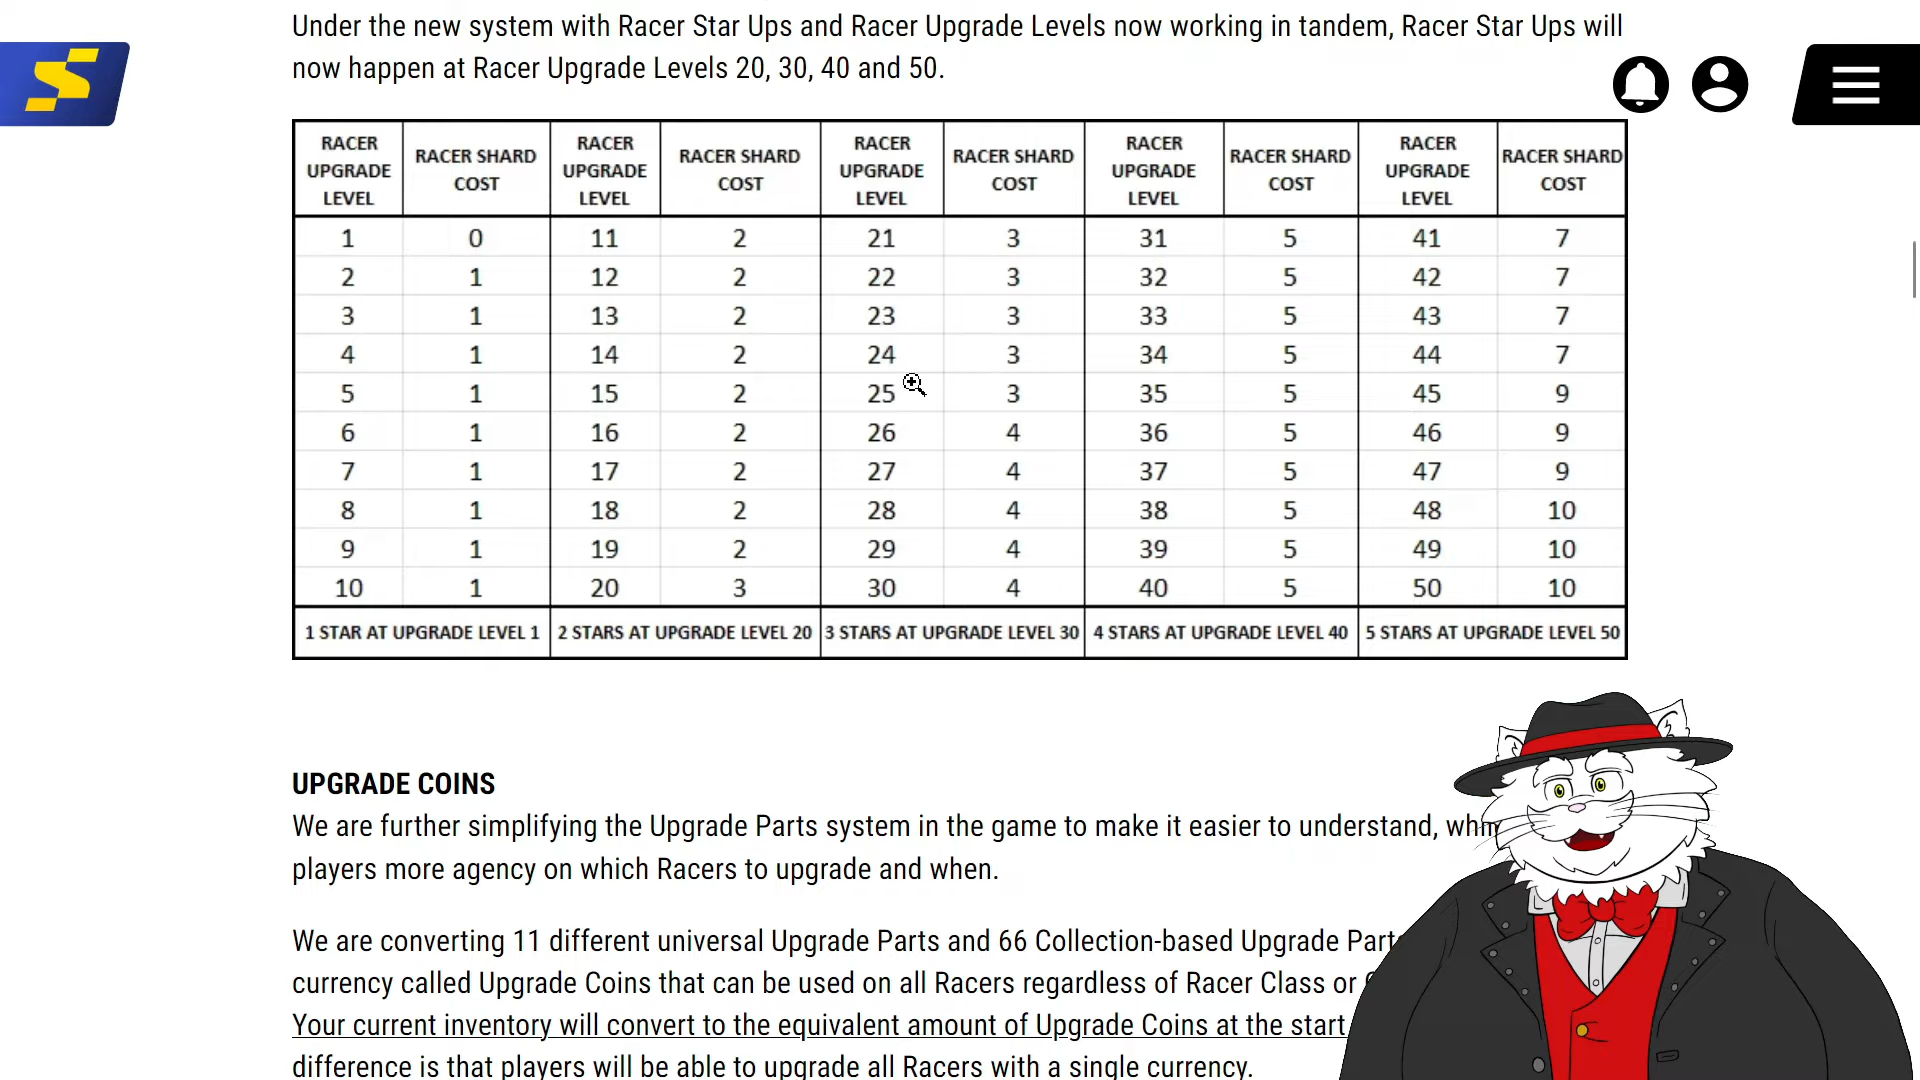 Under the new system with Racer Star Ups and Racer Upgrade Levels now working in tandem, Racer Star Ups will
now happen at Racer Upgrade Levels 20, 30, 40 and 50.
RACER UPGRADE LEVEL RACER SHARD COST RACER UPGRADE LEVEL RACER SHARD COST RACER UPGRADE LEVEL RACER SHARD COST RACER UPGRADE LEVEL RACER SHARD COST RACER UPGRADE LEVEL RACER SHARD COST
1 0 11 2 21 3 31 5 41 7
2 1 12 2 22 3 32 5 42 7
3 1 13 2 23 3 33 5 43 7
4 1 14 2 24 3 34 5 44 7
5 1 15 2 25 3 35 5 45 9
6 1 16 2 26 4 36 5 46 9
7 1 17 2 27 4 37 5 47 9
8 1 18 2 28 4 38 5 48 10
9 1 19 2 29 4 39 5 49 10
10 1 20 3 30 4 40 5 50 10
1 STAR AT UPGRADE LEVEL 1 2 STARS AT UPGRADE LEVEL 20 3 STARS AT UPGRADE LEVEL 30 4 STARS AT UPGRADE LEVEL 40 5 STARS AT UPGRADE LEVEL 50
UPGRADE COINS
We are further simplifying the Upgrade Parts system in the game to make it easier to understand,
players more agency on which Racers to upgrade and when.
We are converting 11 different universal Upgrade Parts and 66 Collection-based Upgrade
currency called Upgrade Coins that can be used on all Racers regardless of Racer Class or
Your current inventory will convert to the equivalent amount of Upgrade Coins at the start
difference is that players will be able to upgrade all Racers with a single currency.